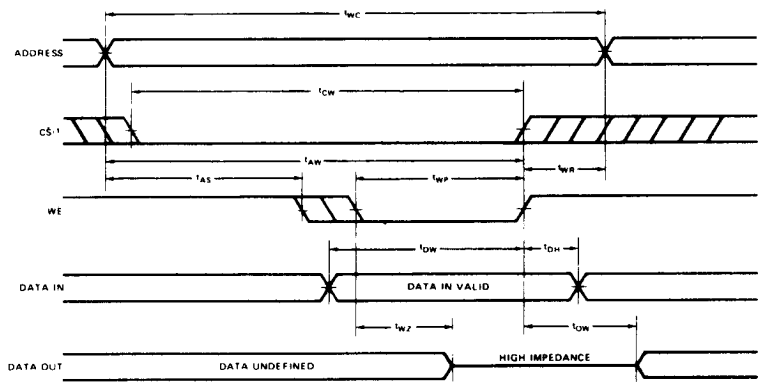 tWC
ADDRESS
tCW
CS
tAW
tAS
tWP
tWR
WE
tDW
tDH
DATA IN
DATA IN VALID
tWZ
tOW
DATA OUT
DATA UNDEFINED
HIGH IMPEDANCE